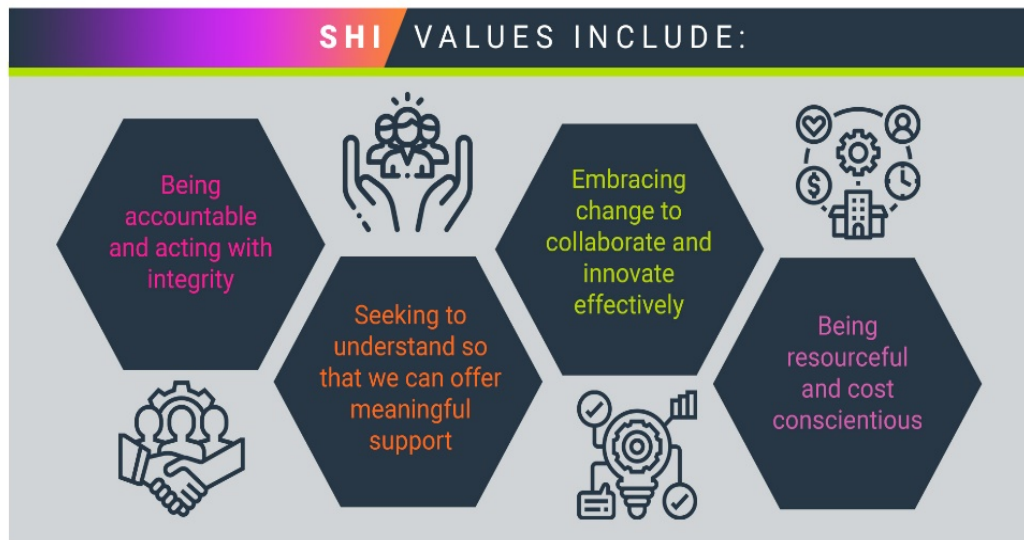 SHI VALUES INCLUDE:
Being
accountable
and acting with
integrity
Seeking to
understand so
that we can offer
meaningful
support
Embracing
change to
collaborate and
innovate
effectively
Being
resourceful
and cost
conscientious
$